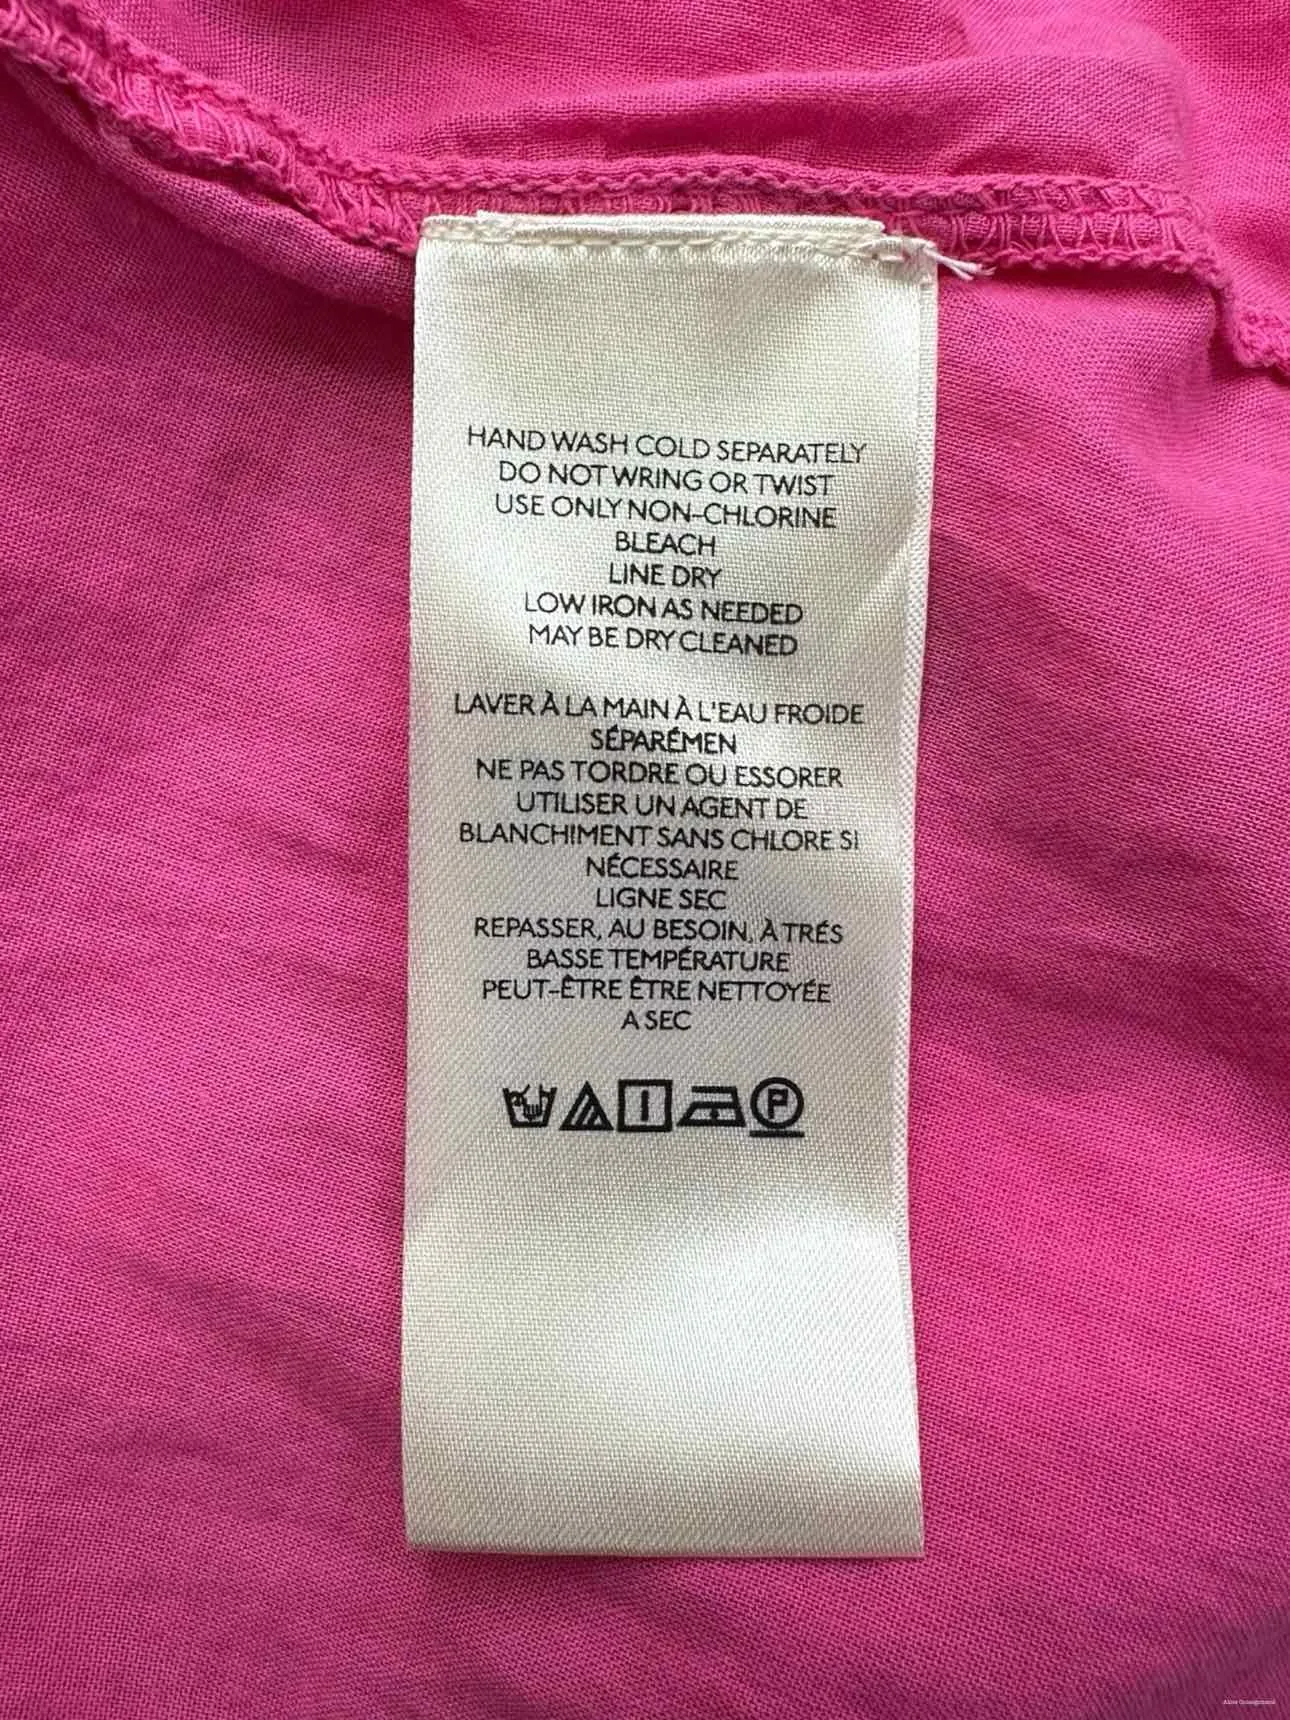 HAND WASH COLD SEPARATELY
DO NOT WRING OR TWIST
USE ONLY NON-CHLORINE
BLEACH
LINE DRY
LOW IRON AS NEEDED
MAY BE DRY CLEANED
LAVER À LA MAIN À L'EAU FROIDE
SÉPARÉMEN
NE PAS TORDRE OU ESSORER
UTILISER UN AGENT DE
BLANCHIMENT SANS CHLORE SI
NÉCESSAIRE
LIGNE SEC
REPASSER, AU BESOIN, À TRÉS
BASSE TEMPÉRATURE
PEUT-ÊTRE ÊTRE NETTOYÉE
A SEC
P